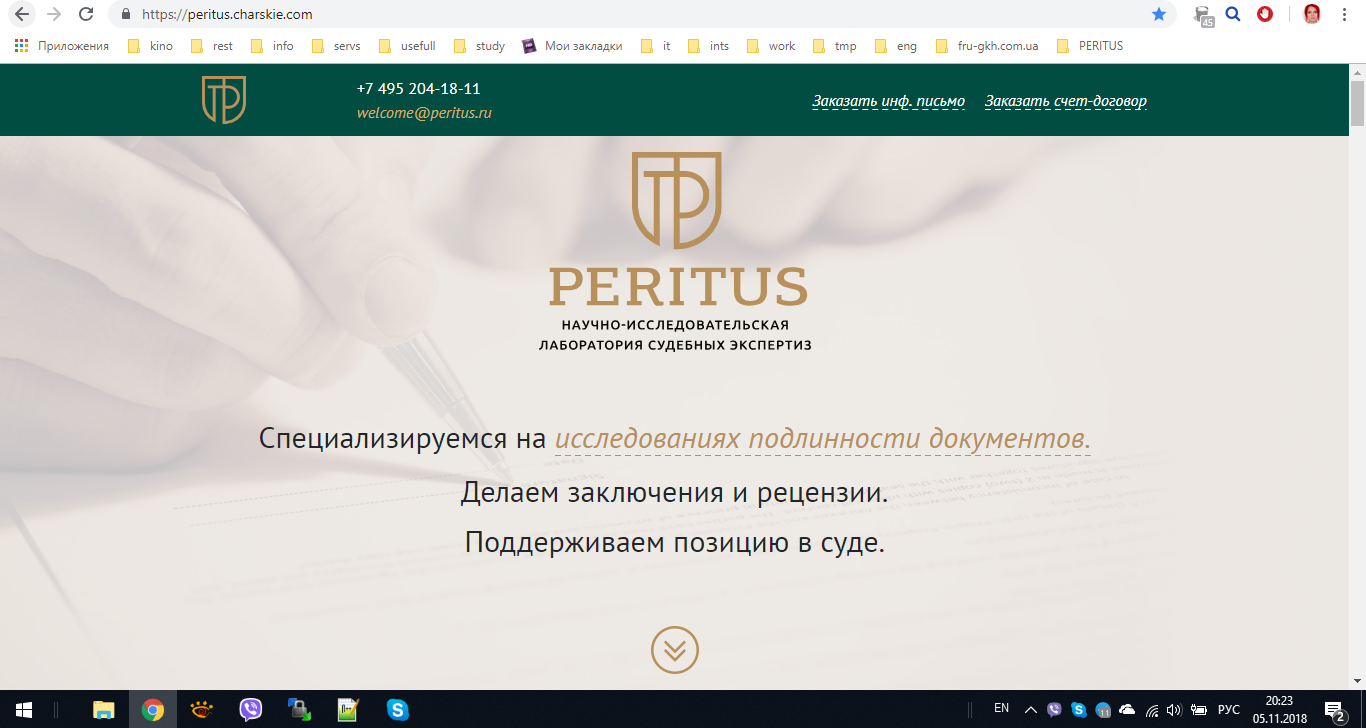 https://peritus.charskie.com
45
Приложения kino rest info servs usefull study Мои закладки it ints work tmp eng fru-gkh.com.ua PERITUS
TP
+7 495 204-18-11
welcome@peritus.ru
Заказать инф. письмо Заказать счет-договор
TP
PERITUS
НАУЧНО-ИССЛЕДОВАТЕЛЬСКАЯ
ЛАБОРАТОРИЯ СУДЕБНЫХ ЭКСПЕРТИЗ
Специализируемся на исследованиях подлинности документов.
Делаем заключения и рецензии.
Поддерживаем позицию в суде.
EN РУС 20:23
05.11.2018
2